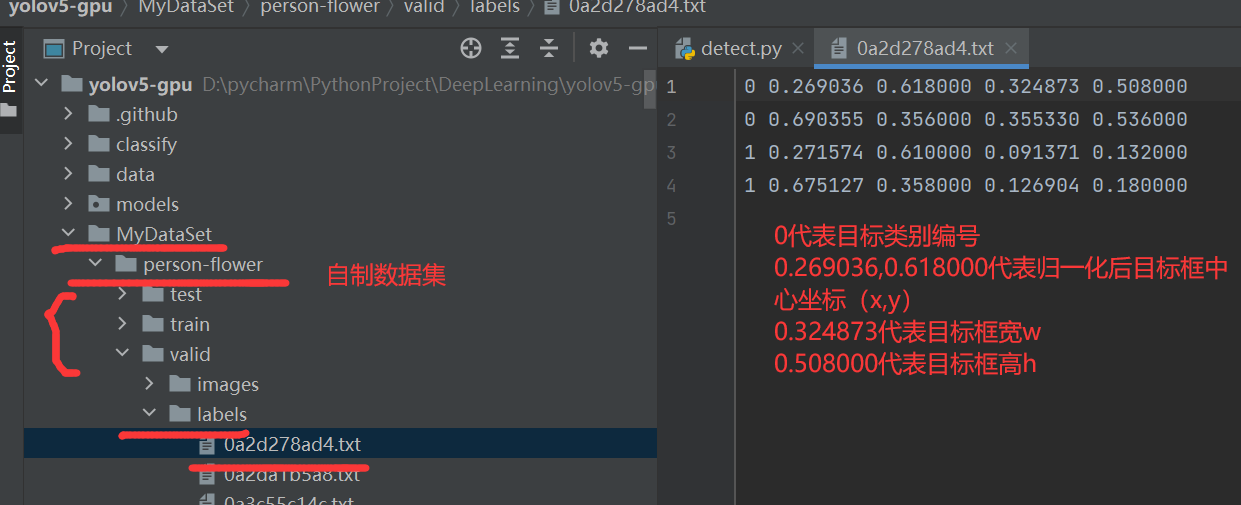 yolov5-gpu MyDataSet person-flower valid labels 0a2d278ad4.txt
Project
Project
detect.py
0a2d278ad4.txt
yolov5-gpu D:\pycharm\PythonProject\DeepLearning\yolov5-gp
.github
classify
data
models
MyDataSet
person-flower
自制数据集
test
train
valid
images
labels
0a2d278ad4.txt
0a2da1b5a8.txt
0a3c55c14c.txt
1 0 0.269036 0.618000 0.324873 0.508000
2 0 0.690355 0.356000 0.355330 0.536000
3 1 0.271574 0.610000 0.091371 0.132000
4 1 0.675127 0.358000 0.126904 0.180000
5
0代表目标类别编号
0.269036,0.618000代表归一化后目标框中
心坐标（x,y）
0.324873代表目标框宽w
0.508000代表目标框高h